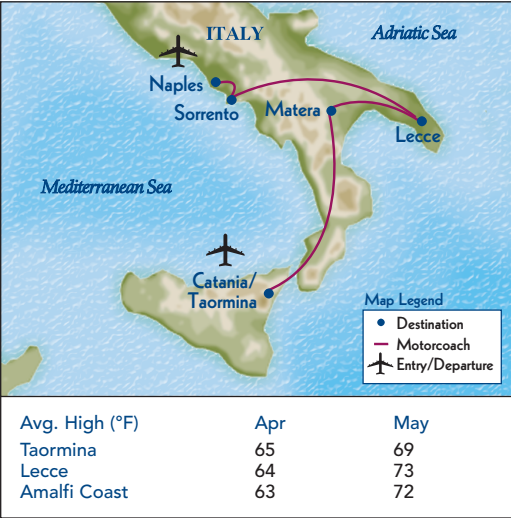 ITALY
Adriatic Sea
Naples
Sorrento
Matera
Lecce
Mediterranean Sea
Catania/
Taormina
Map Legend
Destination
Motorcoach
Entry/Departure
Avg. High (°F) Apr May
Taormina 65 69
Lecce 64 73
Amalfi Coast 63 72